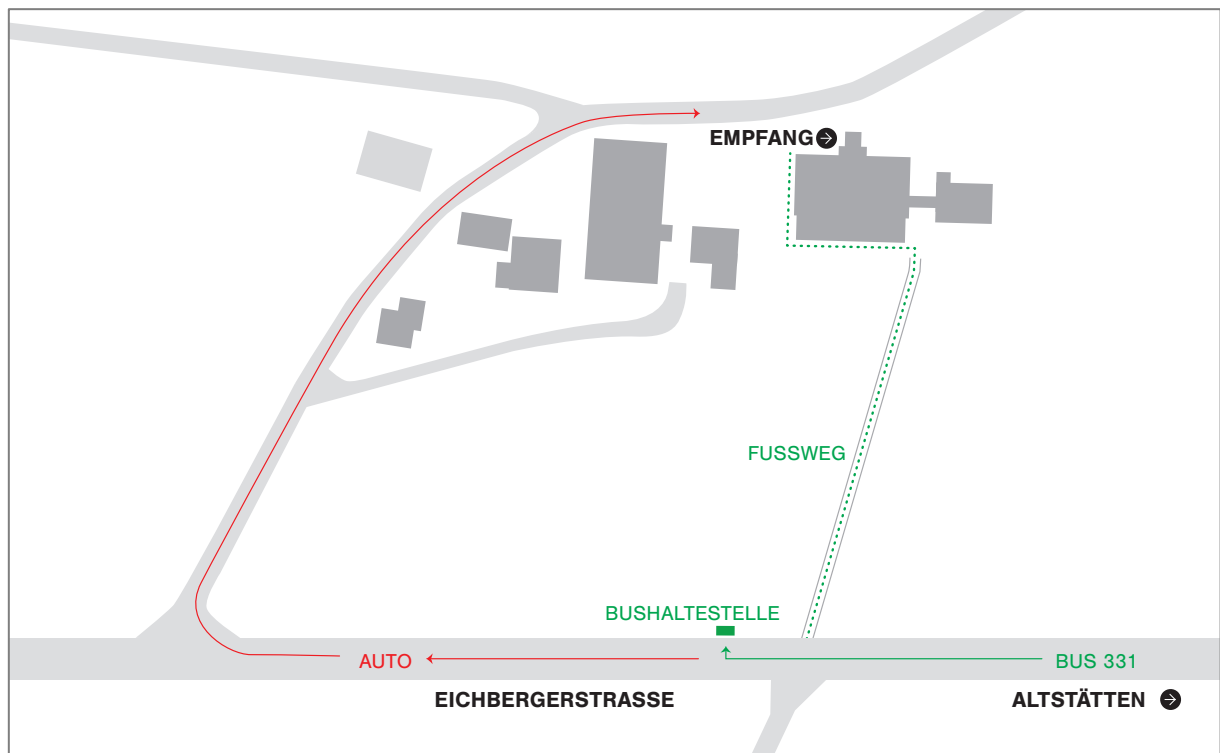 EMPFANG
FUSSWEG
BUSHALTESTELLE
AUTO
BUS 331
EICHBERGERSTRASSE
ALTSTÄTTEN